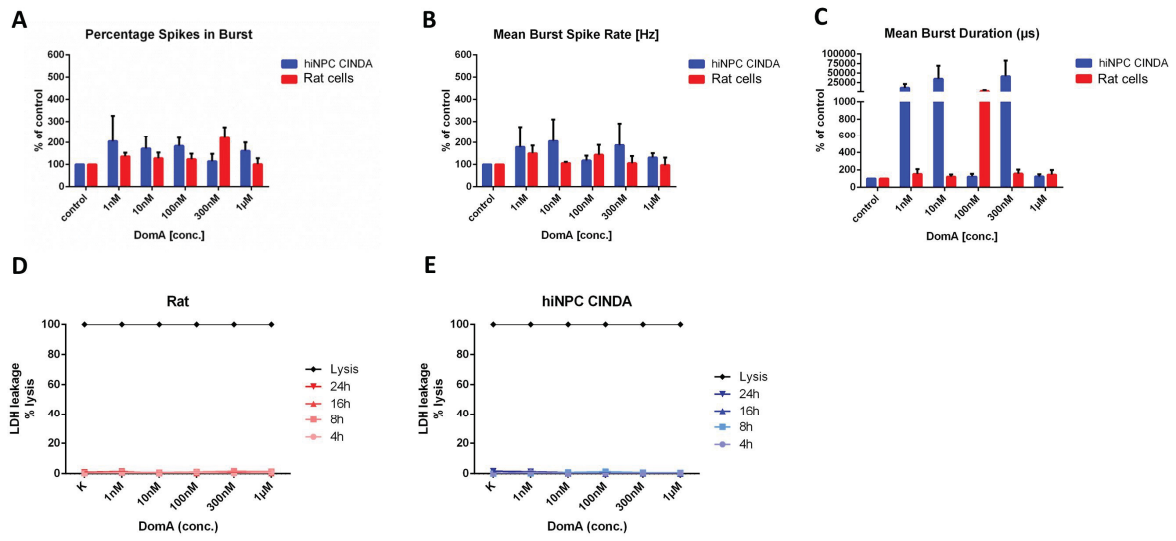 A
Percentage Spikes in Burst
hiNPC CINDA
Rat cells
% of control
600
500
400
300
200
100
0
control
1nM
10nM
100nM
300nM
1µM
DomA [conc.]
B
Mean Burst Spike Rate [Hz]
hiNPC CINDA
Rat cells
% of control
600
500
400
300
200
100
0
control
1nM
10nM
100nM
300nM
1µM
DomA [conc.]
C
Mean Burst Duration (µs)
hiNPC CINDA
Rat cells
% of control
100000
75000
50000
25000
1000
800
600
400
200
0
control
1nM
10nM
100nM
300nM
1µM
DomA [conc.]
D
Rat
LDH leakage
% lysis
100
80
60
40
20
0
K
1nM
10nM
100nM
300nM
1µM
DomA (conc.)
Lysis
24h
16h
8h
4h
E
hiNPC CINDA
LDH leakage
% lysis
100
80
60
40
20
0
K
1nM
10nM
100nM
300nM
1µM
DomA (conc.)
Lysis
24h
16h
8h
4h